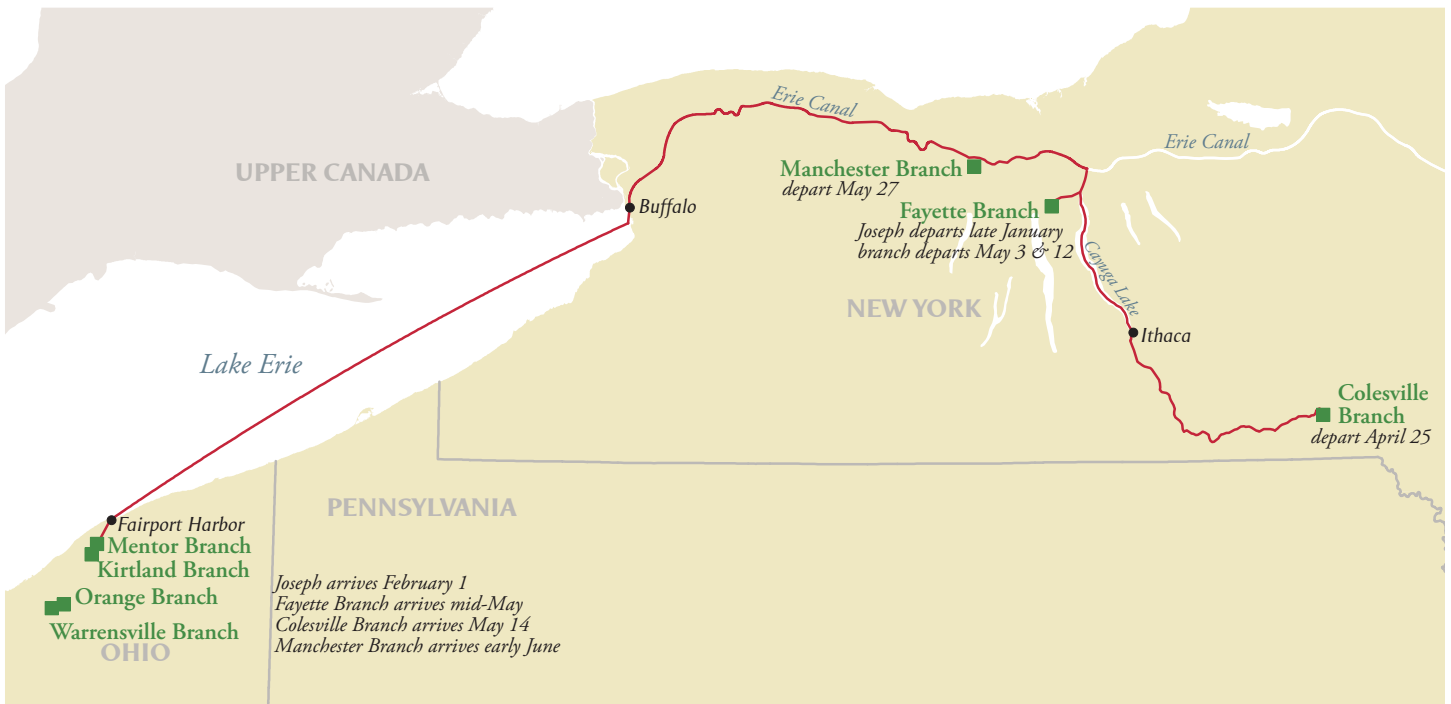 Erie Canal
Erie Canal
UPPER CANADA
Manchester Branch
depart May 27
Buffalo
Fayette Branch
Joseph departs late January
branch departs May 3 & 12
Cayuga Lake
NEW YORK
Ithaca
Lake Erie
Colesville
Branch
depart April 25
PENNSYLVANIA
Fairport Harbor
Mentor Branch
Kirtland Branch
Orange Branch
Warrensville Branch
OHIO
Joseph arrives February 1
Fayette Branch arrives mid-May
Colesville Branch arrives May 14
Manchester Branch arrives early June